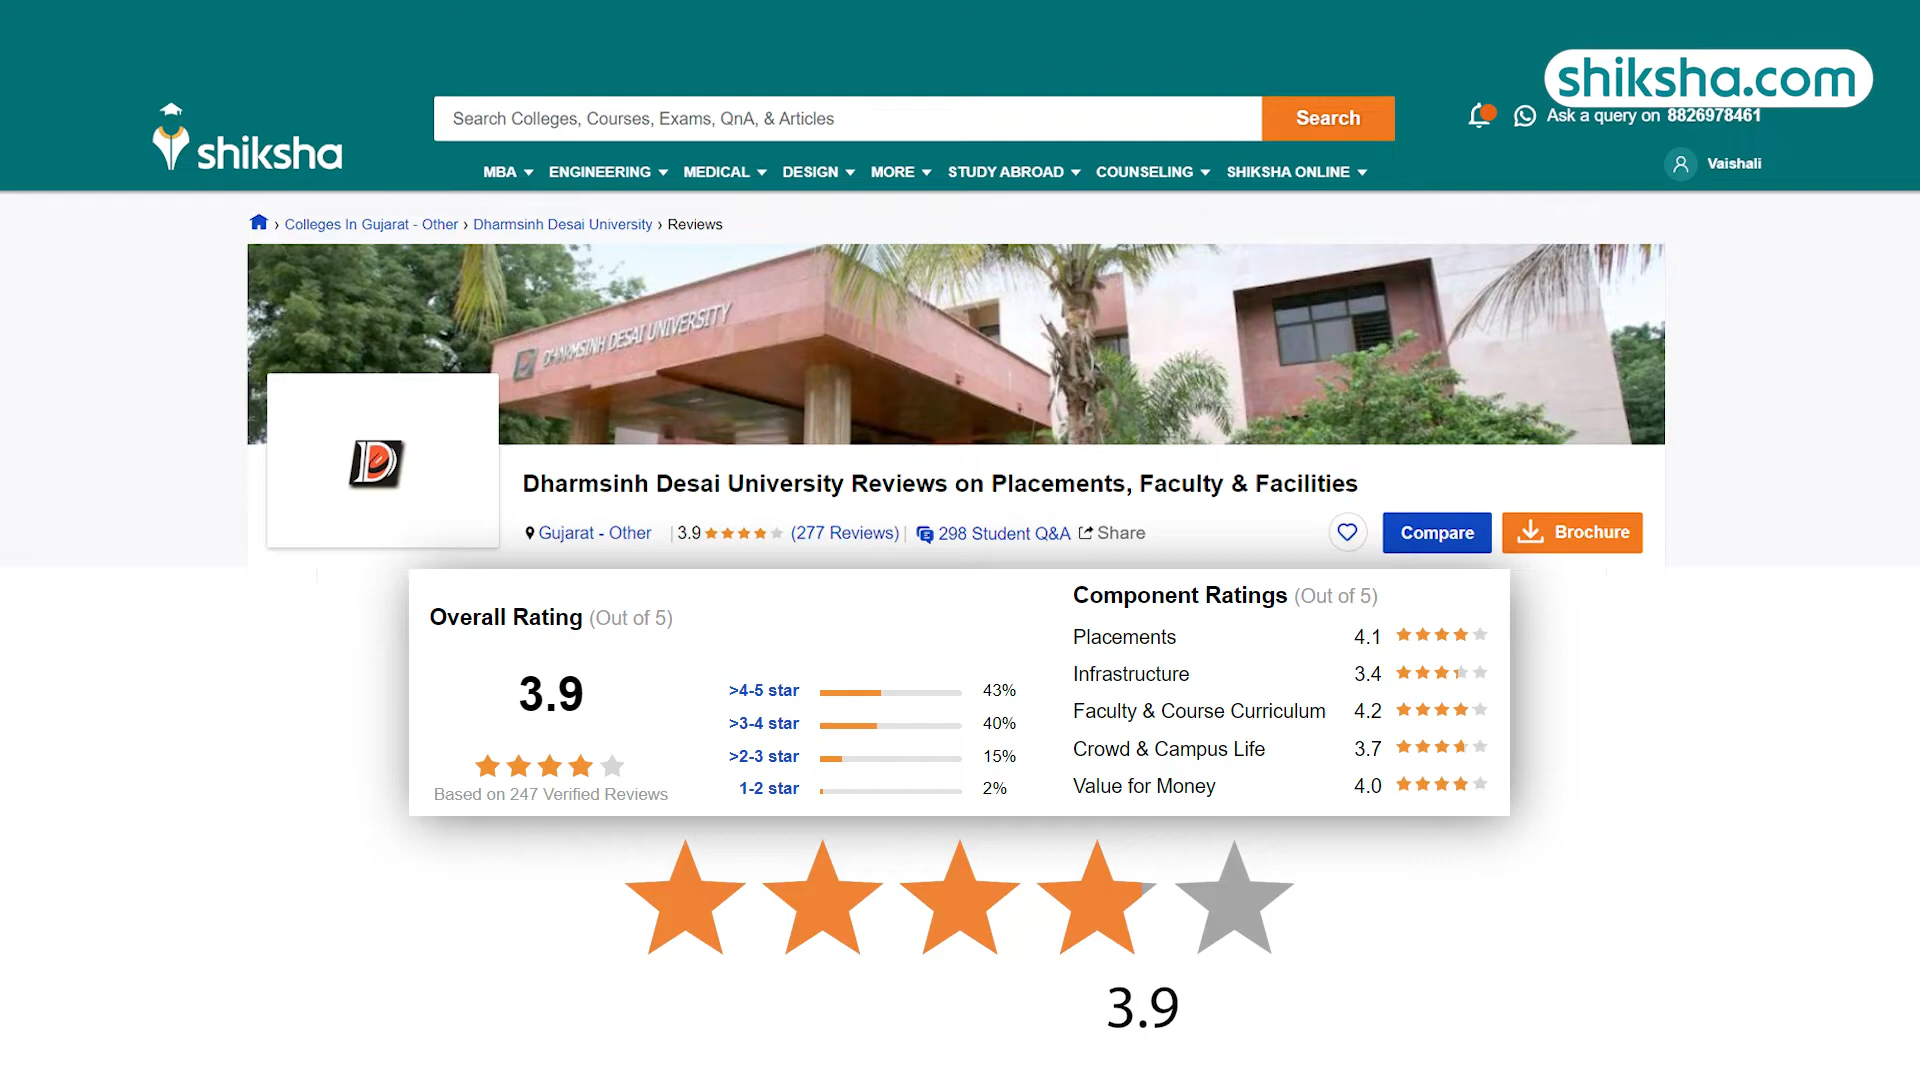 shiksha.com
shiksha
Search Colleges, Courses, Exams, QnA, & Articles
Search
Ask a query on 8826978461
MBA ENGINEERING MEDICAL DESIGN MORE STUDY ABROAD COUNSELING SHIKSHA ONLINE
Vaishali
› Colleges In Gujarat - Other › Dharmsinh Desai University › Reviews
DHARMSINH DESAI UNIVERSITY
Dharmsinh Desai University Reviews on Placements, Faculty & Facilities
Gujarat - Other | 3.9 (277 Reviews) | 298 Student Q&A Share
Compare
Brochure
Overall Rating (Out of 5)
3.9
Based on 247 Verified Reviews
>4-5 star 43%
>3-4 star 40%
>2-3 star 15%
1-2 star 2%
Component Ratings (Out of 5)
Placements 4.1
Infrastructure 3.4
Faculty & Course Curriculum 4.2
Crowd & Campus Life 3.7
Value for Money 4.0
3.9